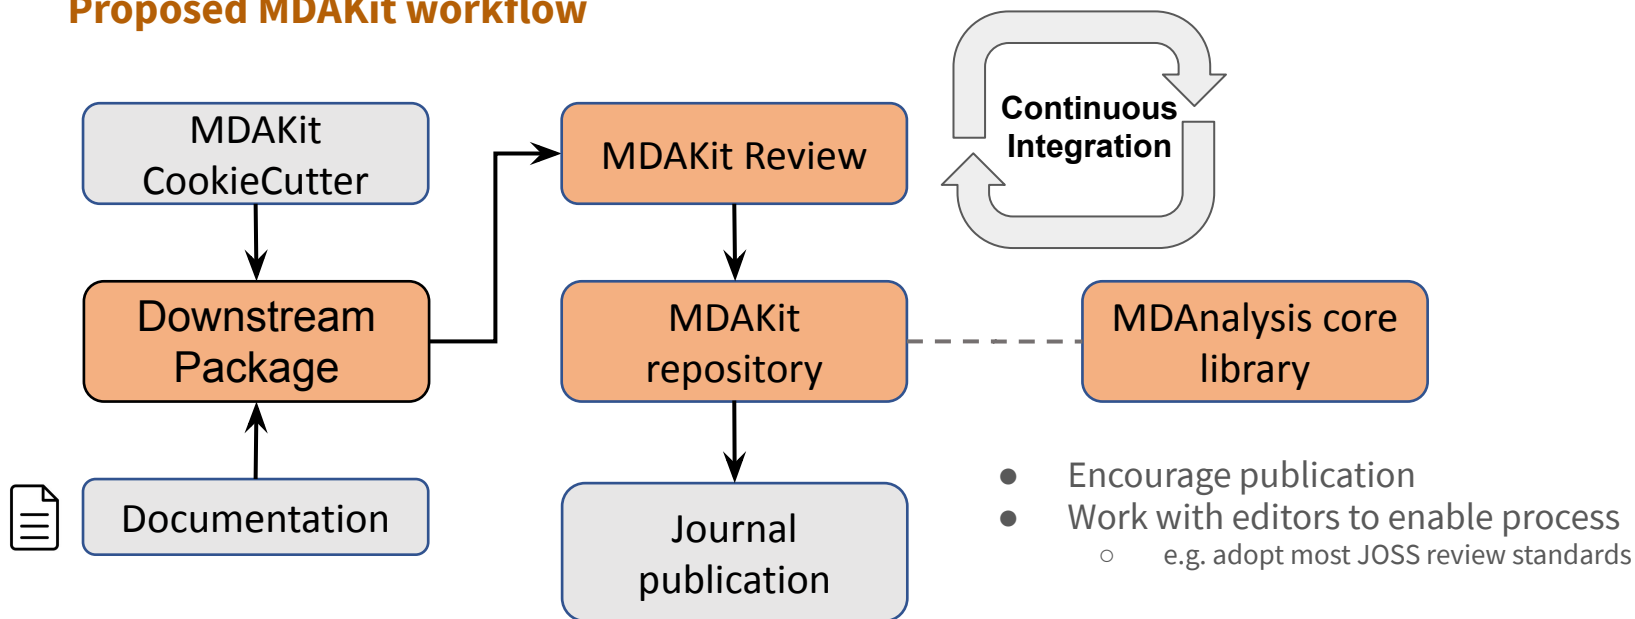 Proposed MDAKit workflow
MDAKit
CookieCutter
MDAKit Review
Continuous
Integration
Downstream
Package
MDAKit
repository
MDAnalysis core
library
Documentation
Journal
publication
● Encourage publication
● Work with editors to enable process
○ e.g. adopt most JOSS review standards